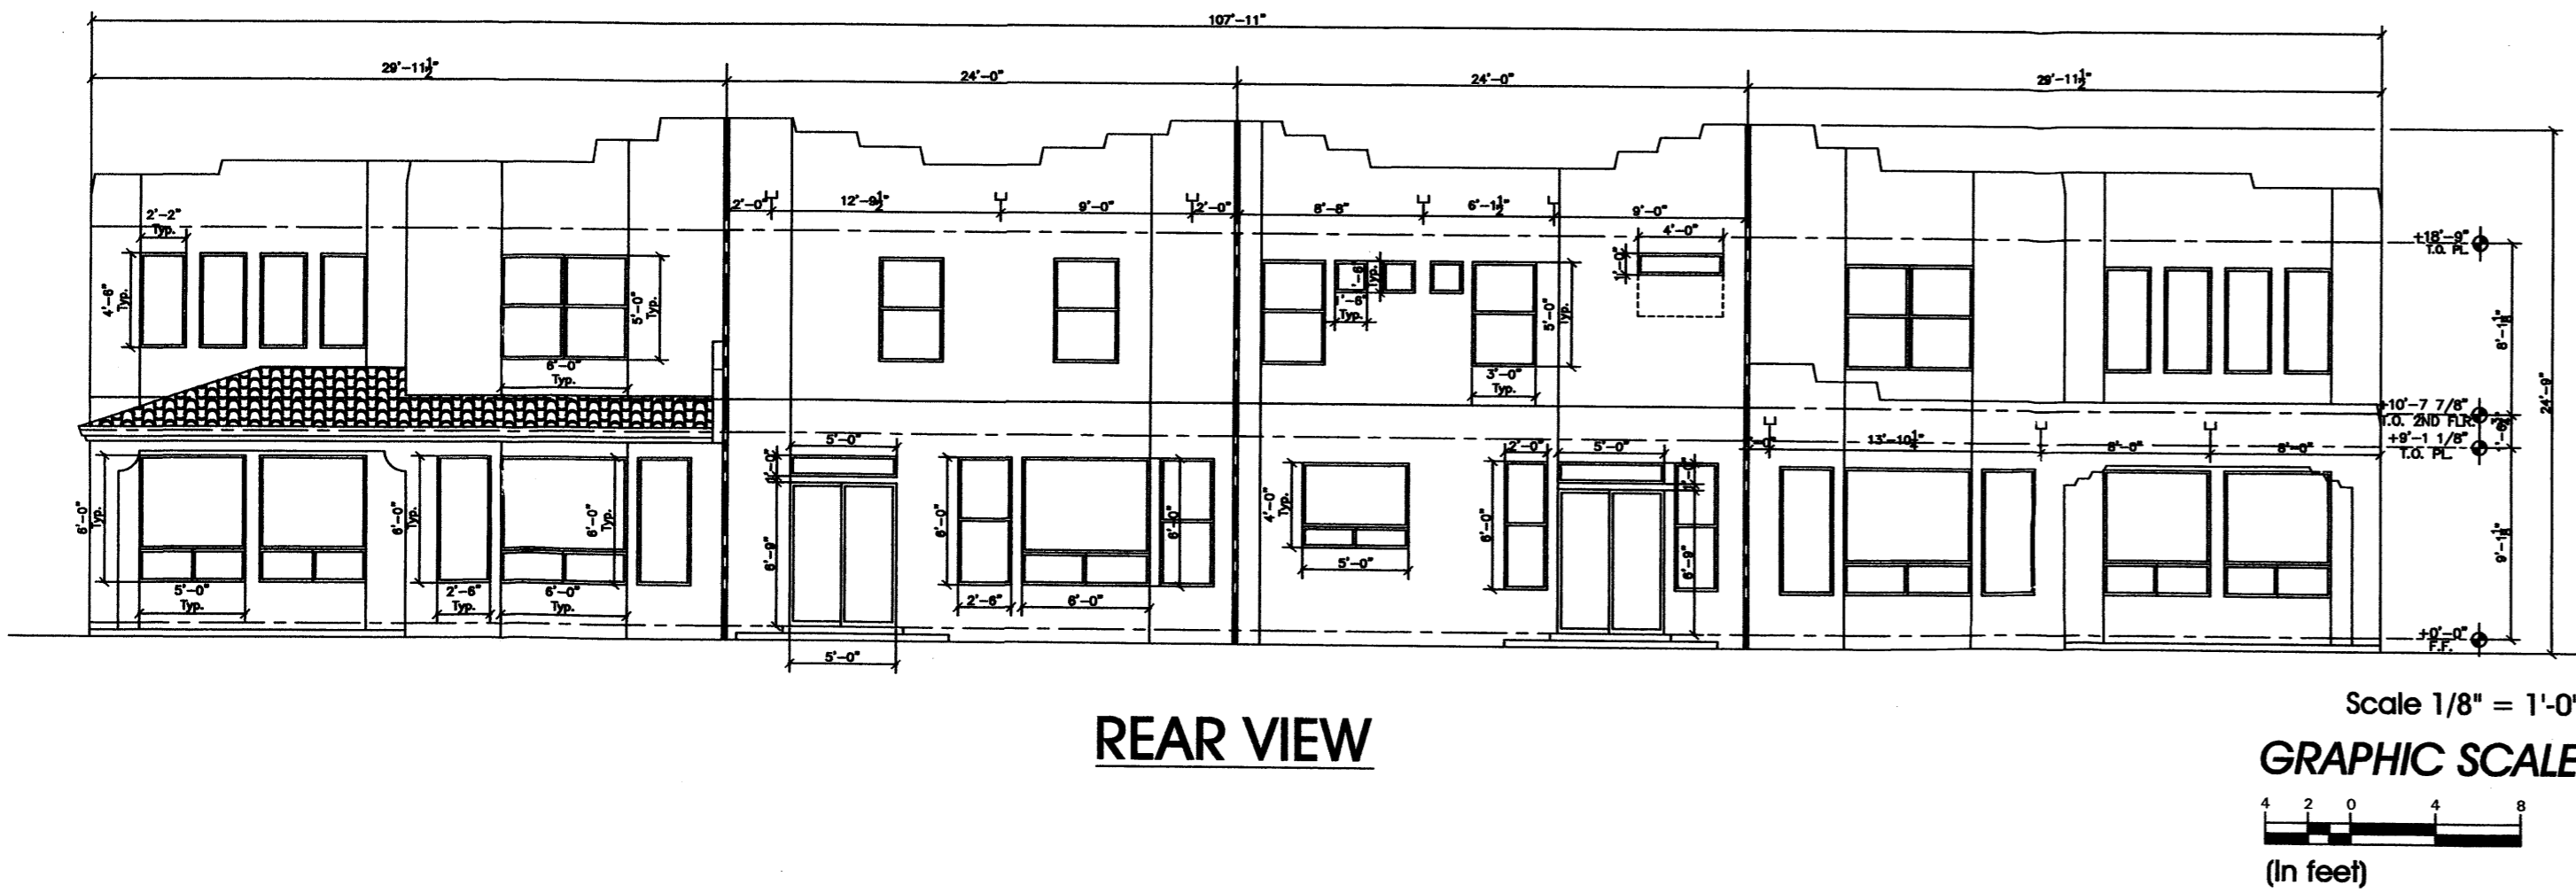 107'-11"
29'-11½"
24'-0"
24'-0"
29'-11½"
2'-0"
12'-9½"
9'-0"
2'-0"
8'-8"
6'-1½"
9'-0"
2'-2"
Typ.
4'-6"
Typ.
5'-0"
Typ.
6'-0"
Typ.
1'-6"
Typ.
5'-0"
Typ.
3'-0"
Typ.
4'-0"
1'-0"
+18'-9"
T.O. PL
8'-1⅛"
24'-9"
+10'-7 7/8"
T.O. 2ND FLR.
+9'-1 1/8"
T.O. PL.
9'-1⅛"
+0'-0"
F.F.
6'-0"
Typ.
5'-0"
Typ.
6'-0"
Typ.
2'-6"
Typ.
6'-0"
Typ.
6'-0"
Typ.
5'-0"
1'-0"
6'-9"
5'-0"
6'-0"
2'-6"
6'-0"
6'-0"
4'-0"
Typ.
5'-0"
2'-0"
6'-0"
5'-0"
1'-0"
6'-9"
8'-0"
8'-0"
REAR VIEW
Scale 1/8" = 1'-0"
GRAPHIC SCALE
4 2 0 4 8
(In feet)